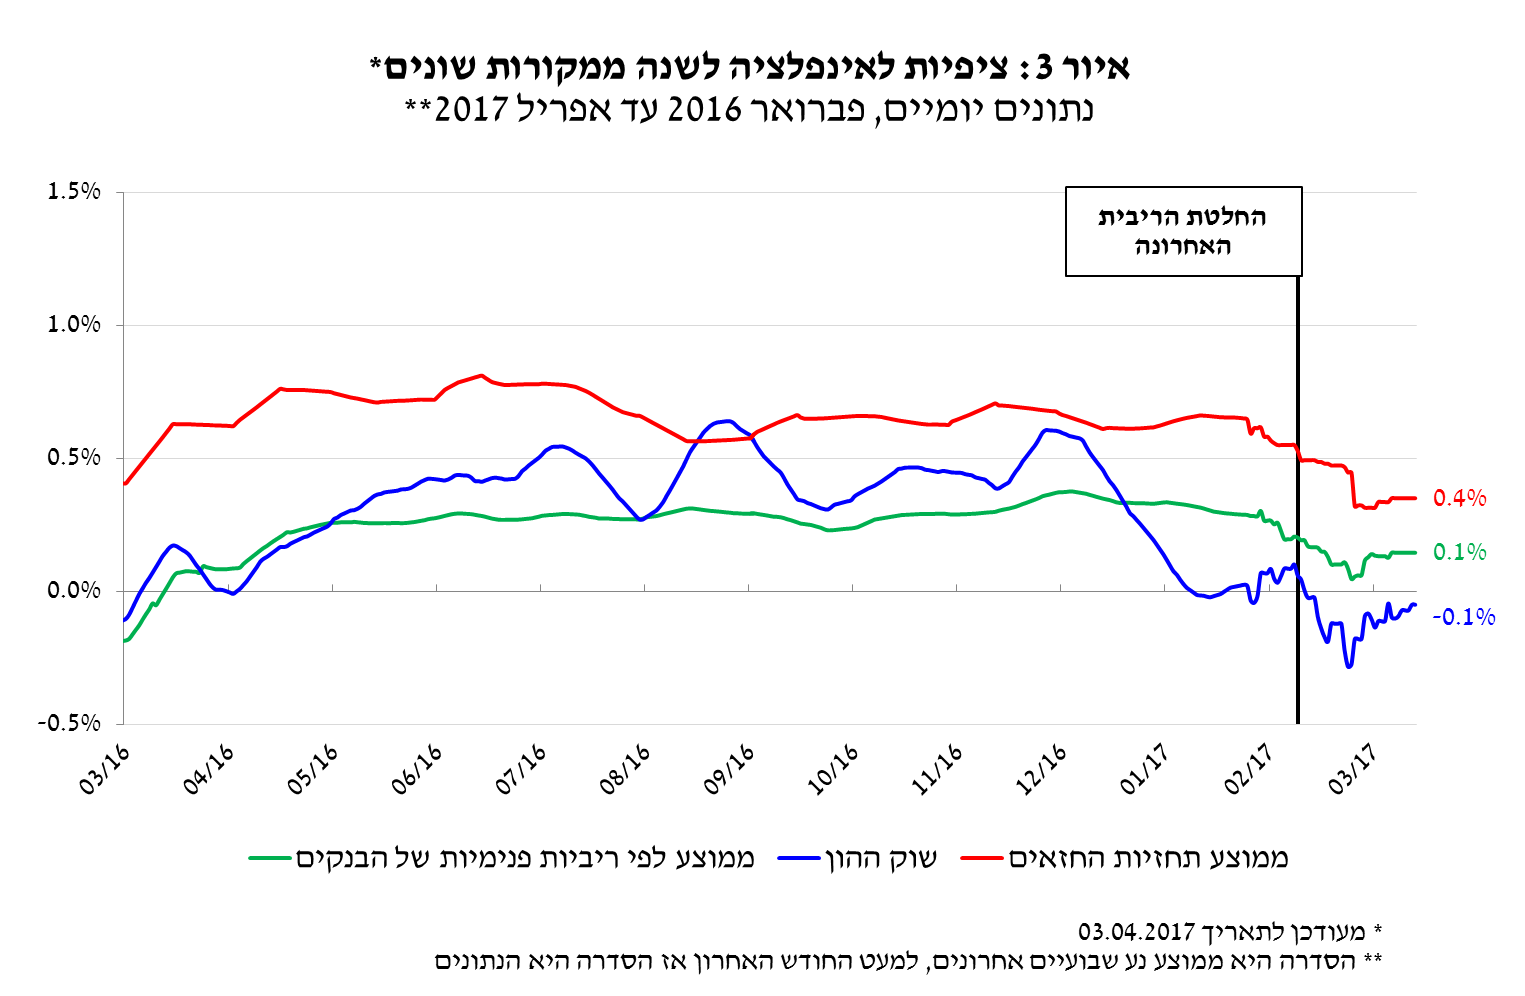 איור 3: ציפיות לאינפלציה לשנה ממקורות שונים*
נתונים יומיים, פברואר 2016 עד אפריל 2017**
החלטת הריבית
האחרונה
1.5%
1.0%
0.5%
0.0%
-0.5%
0.4%
0.1%
-0.1%
03/16
04/16
05/16
06/16
07/16
08/16
09/16
10/16
11/16
12/16
01/17
02/17
03/17
ממוצע תחזיות החזאים
שוק ההון
ממוצע לפי ריביות פנימיות של הבנקים
* מעודכן לתאריך 03.04.2017
** הסדרה היא ממוצע נע שבועיים אחרונים, למעט החודש האחרון אז הסדרה היא הנתונים